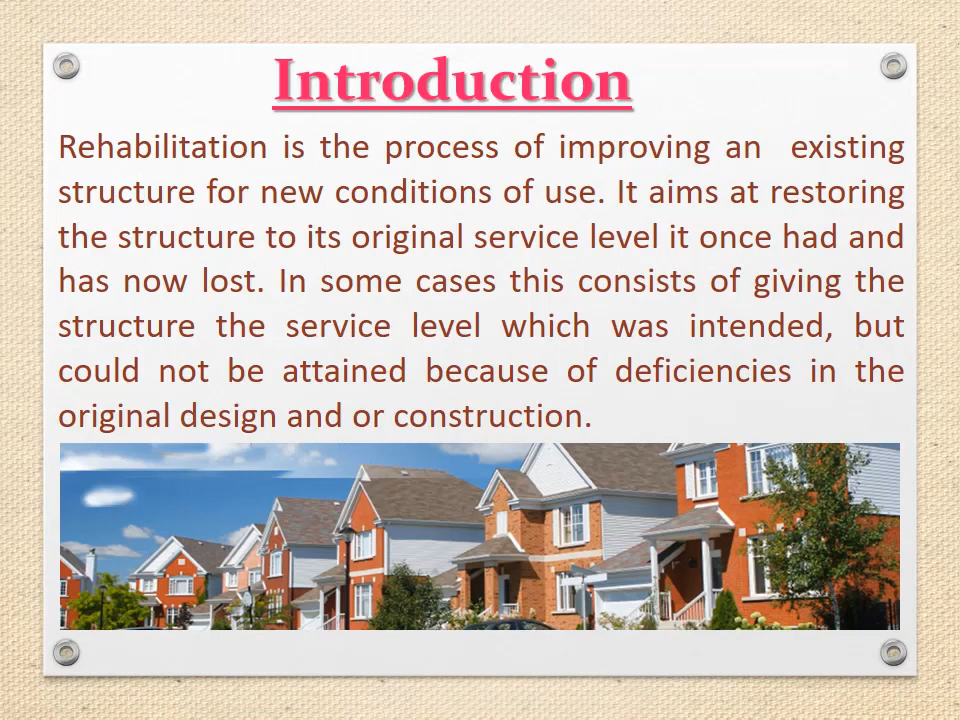 Introduction
Rehabilitation is the process of improving an existing
structure for new conditions of use. It aims at restoring
the structure to its original service level it once had and
has now lost. In some cases this consists of giving the
structure the service level which was intended, but
could not be attained because of deficiencies in the
original design and or construction.